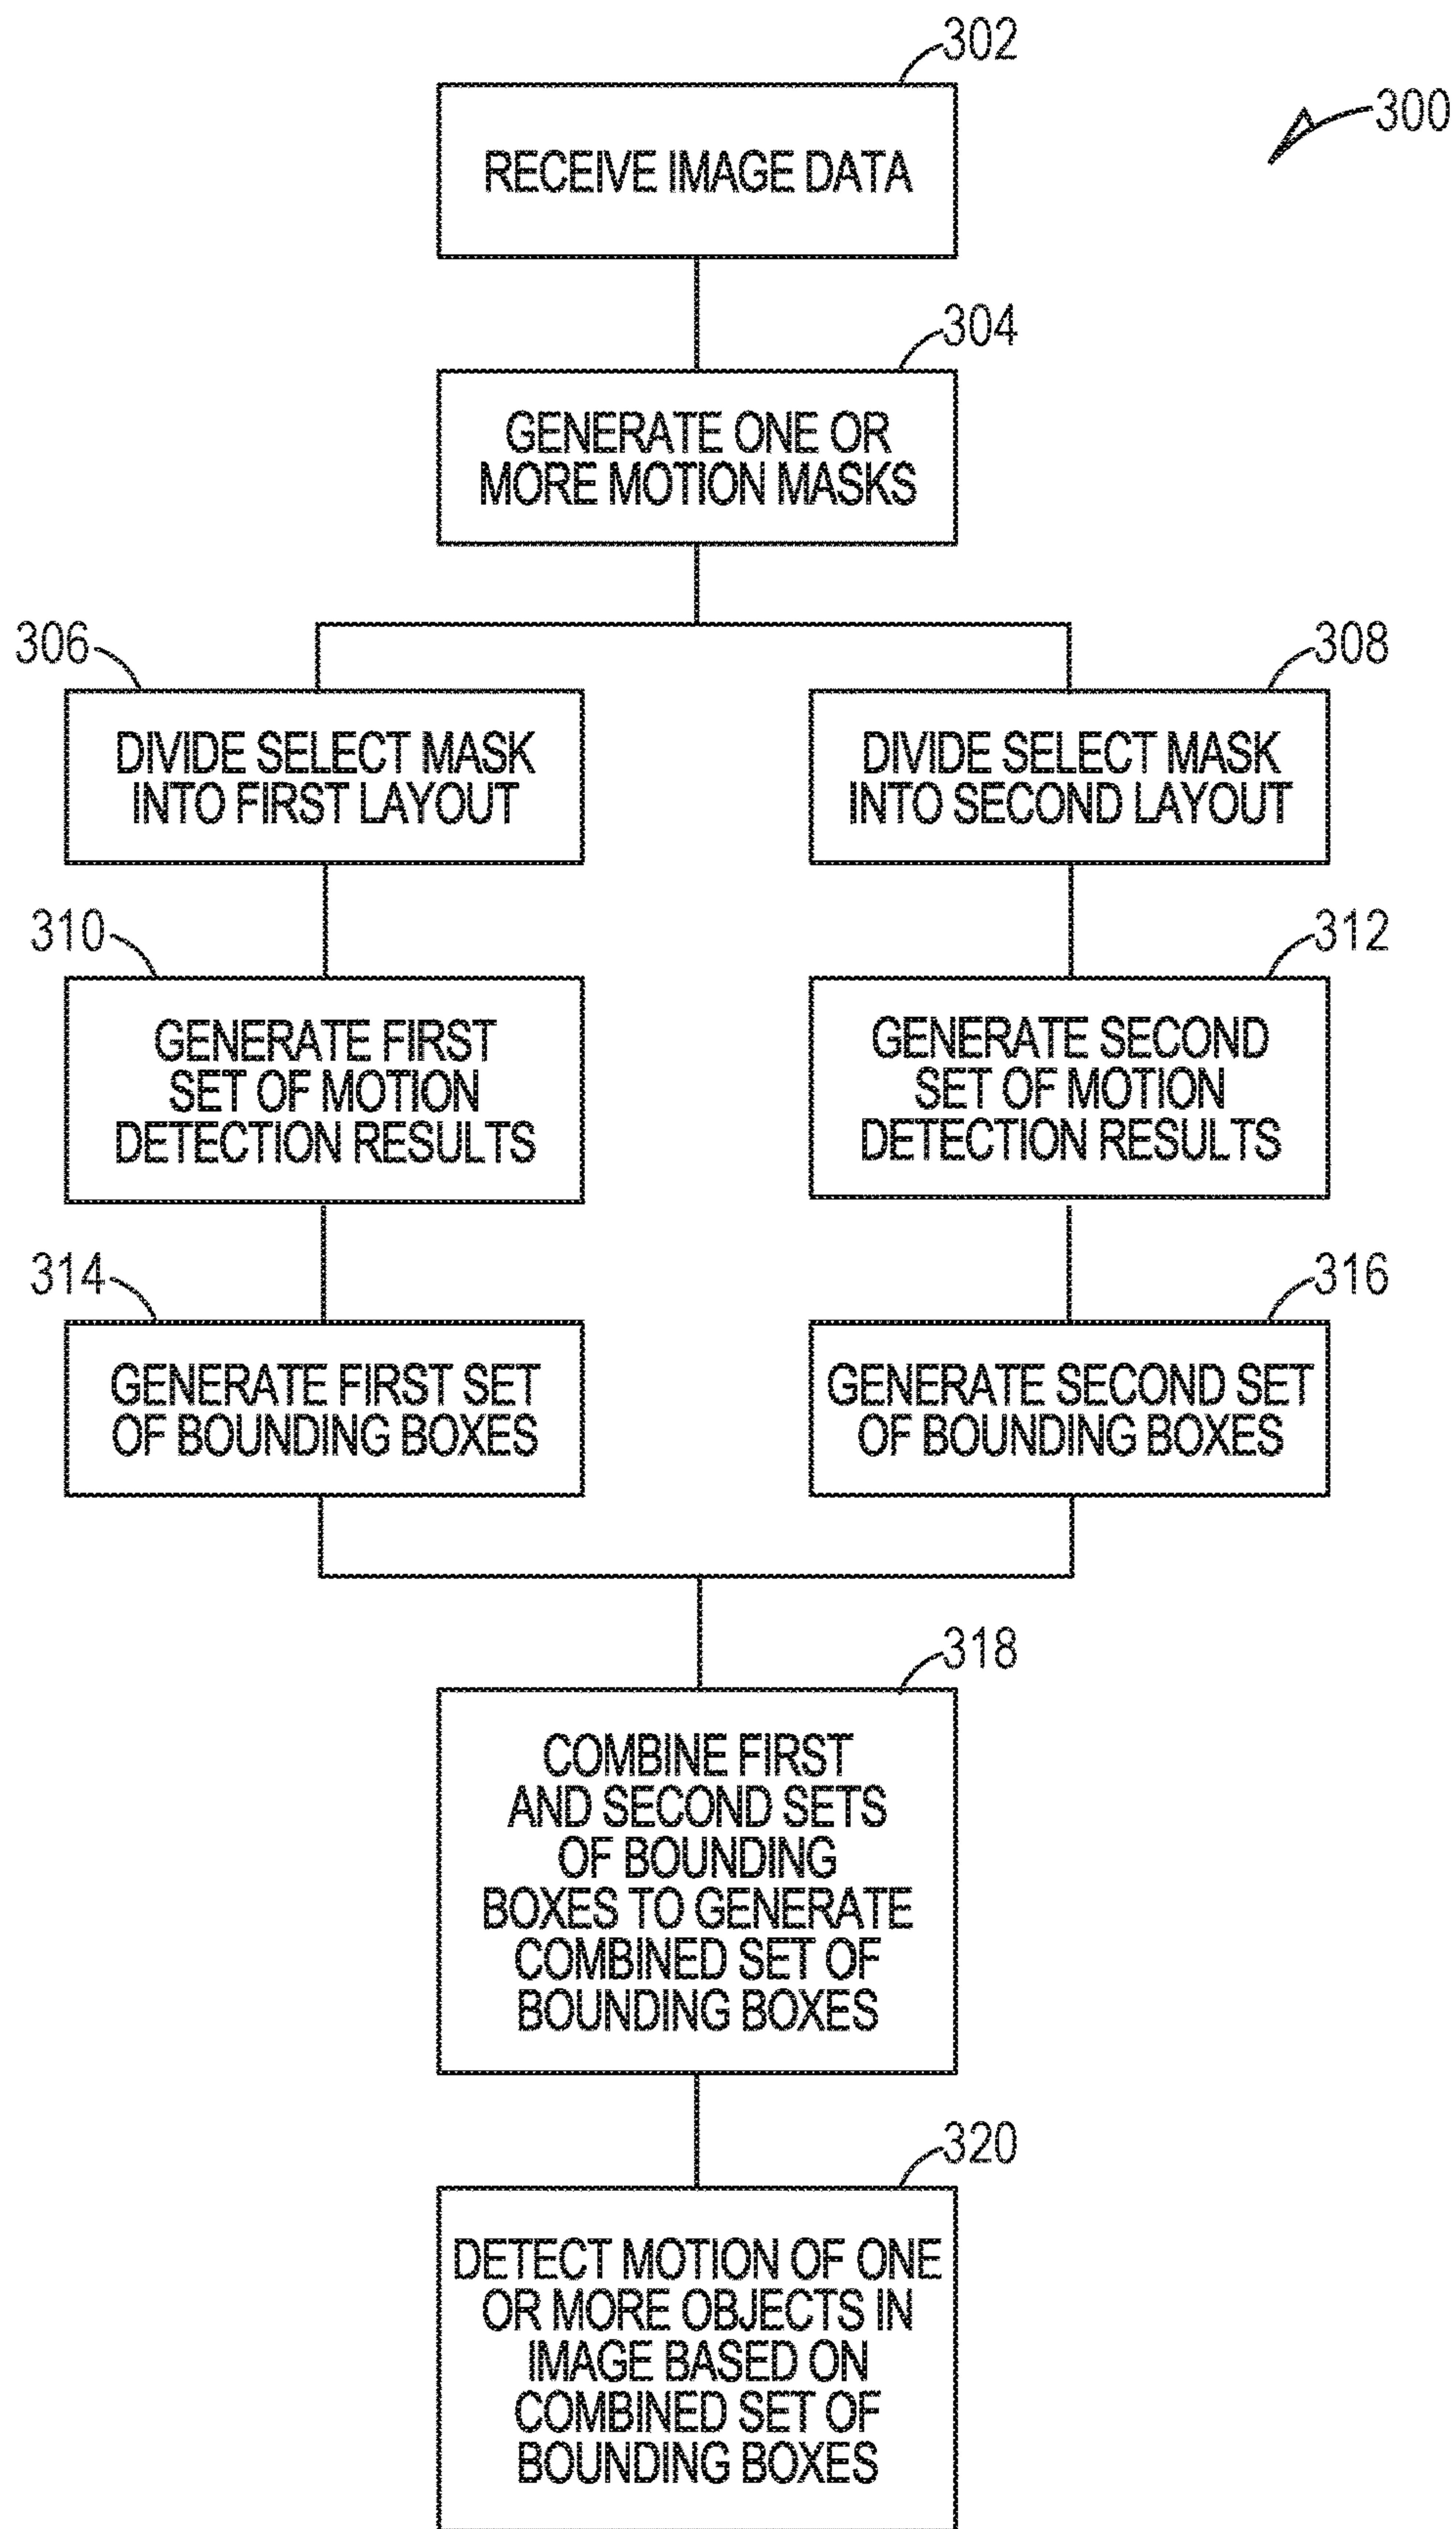 302
300
RECEIVE IMAGE DATA
304
GENERATE ONE OR
MORE MOTION MASKS
306
308
DIVIDE SELECT MASK
INTO FIRST LAYOUT
DIVIDE SELECT MASK
INTO SECOND LAYOUT
310
312
GENERATE FIRST
SET OF MOTION
DETECTION RESULTS
GENERATE SECOND
SET OF MOTION
DETECTION RESULTS
314
316
GENERATE FIRST SET
OF BOUNDING BOXES
GENERATE SECOND SET
OF BOUNDING BOXES
318
COMBINE FIRST
AND SECOND SETS
OF BOUNDING
BOXES TO GENERATE
COMBINED SET OF
BOUNDING BOXES
320
DETECT MOTION OF ONE
OR MORE OBJECTS IN
IMAGE BASED ON
COMBINED SET OF
BOUNDING BOXES